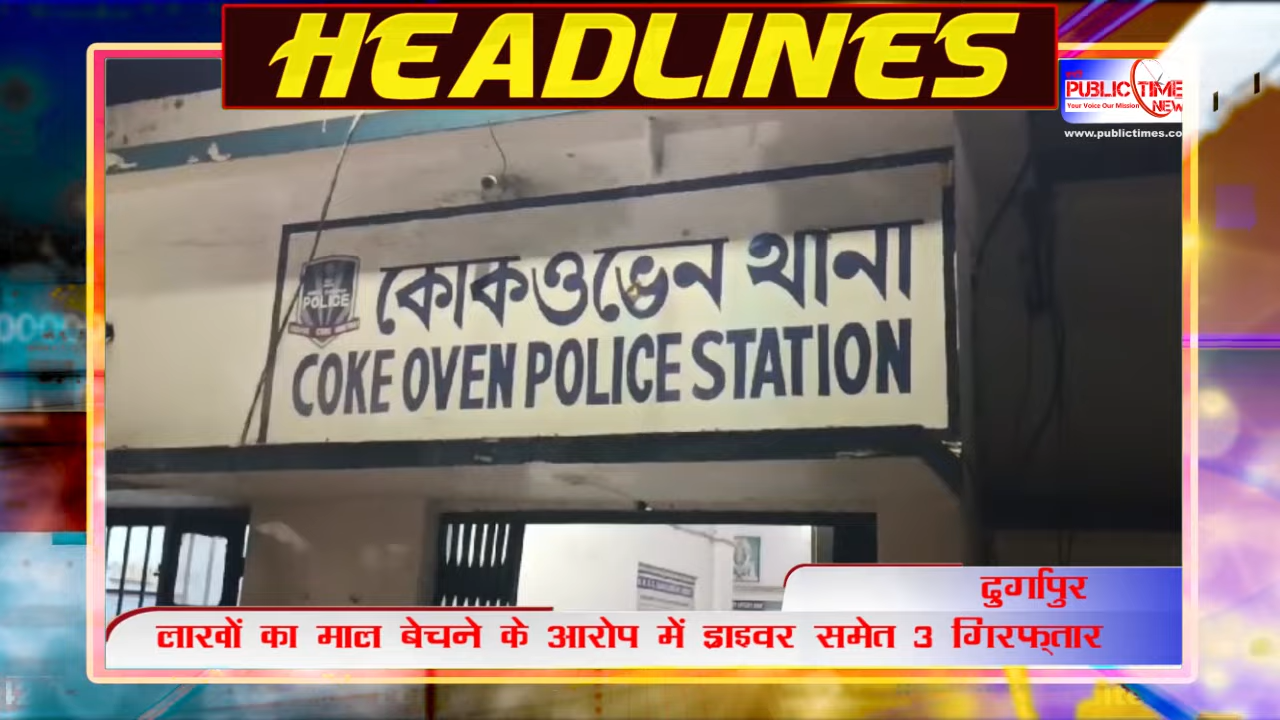 HEADLINES
PUBLIC TIME
NEW
Your Voice Our Mission
www.publictimes.co
POLICE
কোকওভেন থানা
COKE OVEN POLICE STATION
दुर्गापुर
लाखों का माल बेचने के आरोप में ड्राइवर समेत 3 गिरफ्तार